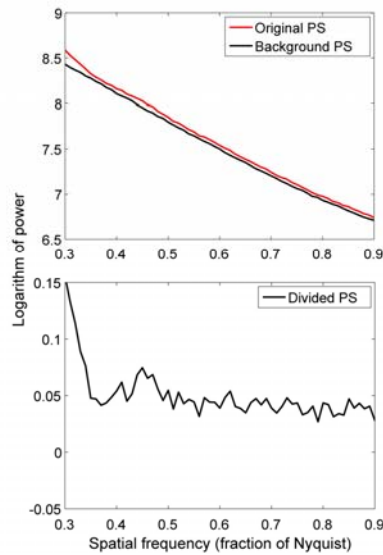 9
8.5
8
7.5
7
6.5
Original PS
Background PS
0.3 0.4 0.5 0.6 0.7 0.8 0.9
Logarithm of power
0.15
0.1
0.05
0
-0.05
Divided PS
0.3 0.4 0.5 0.6 0.7 0.8 0.9
Spatial frequency (fraction of Nyquist)